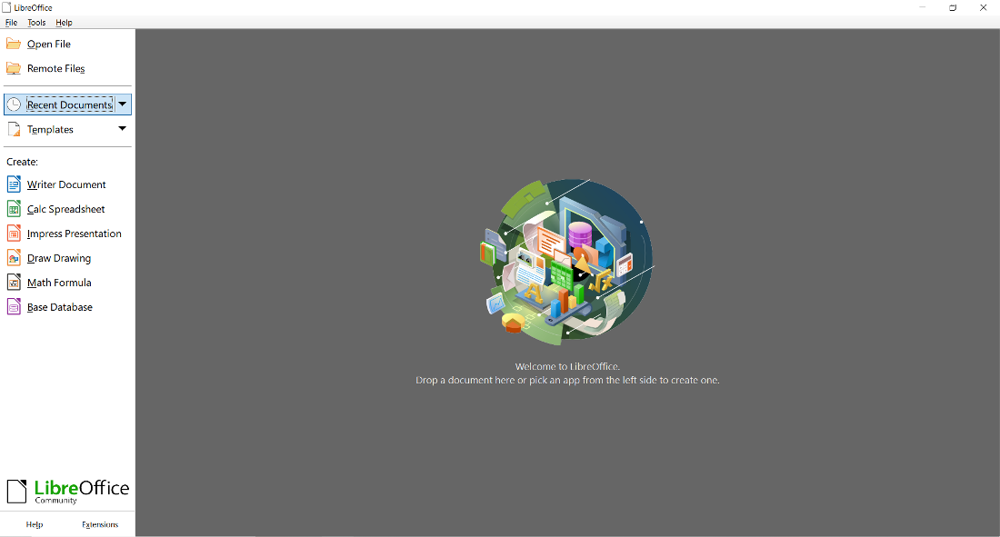 LibreOffice
File Tools Help
Open File
Remote Files
Recent Documents
Templates
Create:
Writer Document
Calc Spreadsheet
Impress Presentation
Draw Drawing
Math Formula
Base Database
Welcome to LibreOffice.
Drop a document here or pick an app from the left side to create one.
LibreOffice
Community
Help Extensions